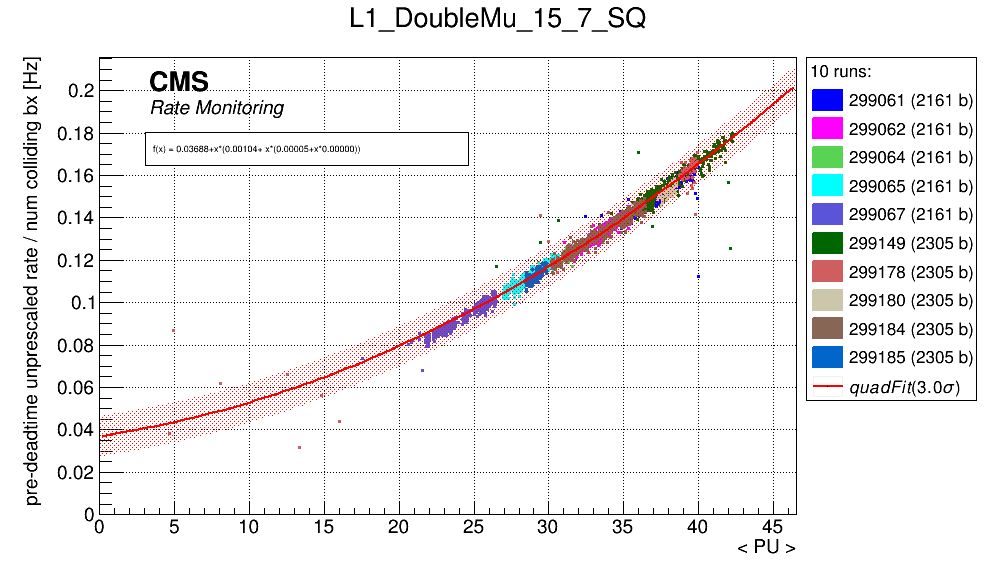 L1_DoubleMu_15_7_SQ
pre-deadtime unprescaled rate / num colliding bx [Hz]
CMS
Rate Monitoring
f(x) = 0.03688+x*(0.00104+ x*(0.00005+x*0.00000))
0.2
0.18
0.16
0.14
0.12
0.1
0.08
0.06
0.04
0.02
0
0 5 10 15 20 25 30 35 40 45
< PU >
10 runs:
299061 (2161 b)
299062 (2161 b)
299064 (2161 b)
299065 (2161 b)
299067 (2161 b)
299149 (2305 b)
299178 (2305 b)
299180 (2305 b)
299184 (2305 b)
299185 (2305 b)
quadFit(3.0σ)